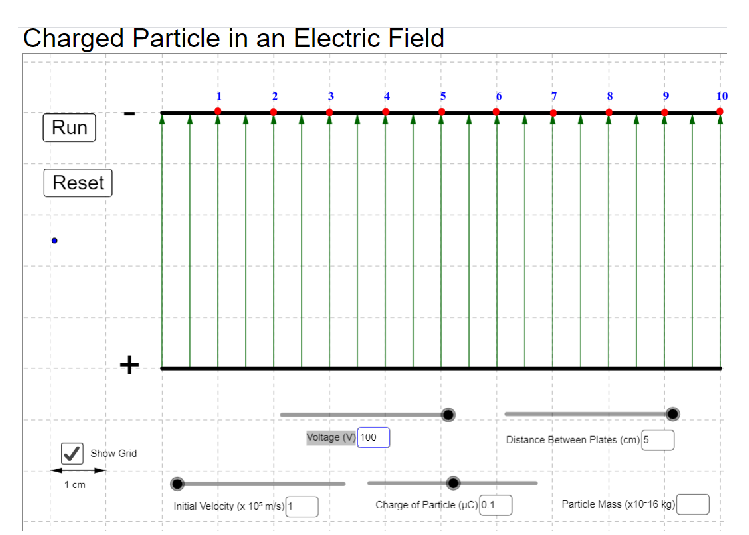 Charged Particle in an Electric Field
1 2 3 4 5 6 7 8 9 10
-
Run
Reset
+
Voltage (V) 100
Distance Between Plates (cm) 5
Show Grid
1 cm
Initial Velocity (x 10⁵ m/s) 1
Charge of Particle (µC) 0.1
Particle Mass (x10⁻16 kg)